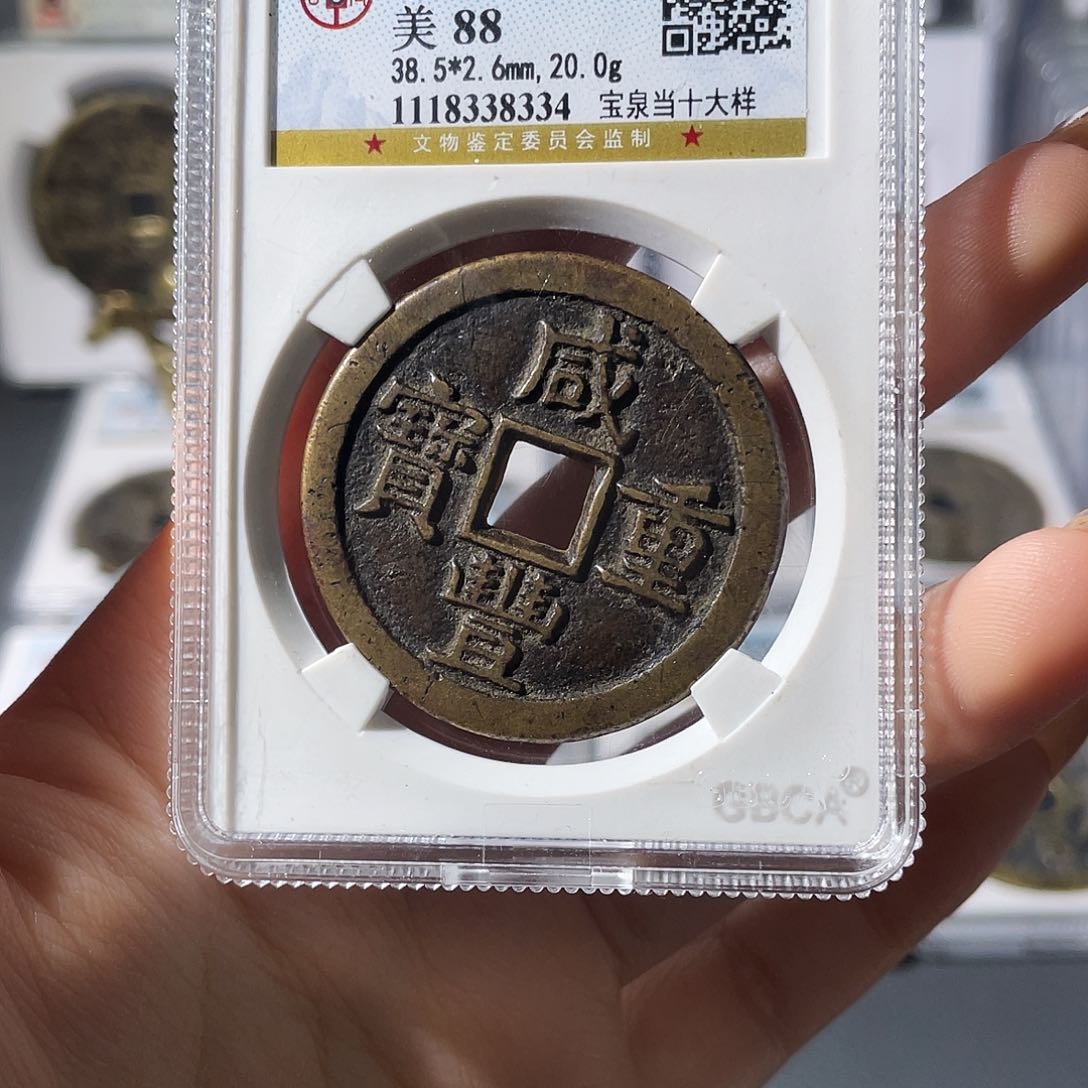 美 88
38.5*2.6mm, 20.0g
1118338334 宝泉当十大样
★ 文物鉴定委员会监制 ★
咸
豐
重
寶
GBCA®